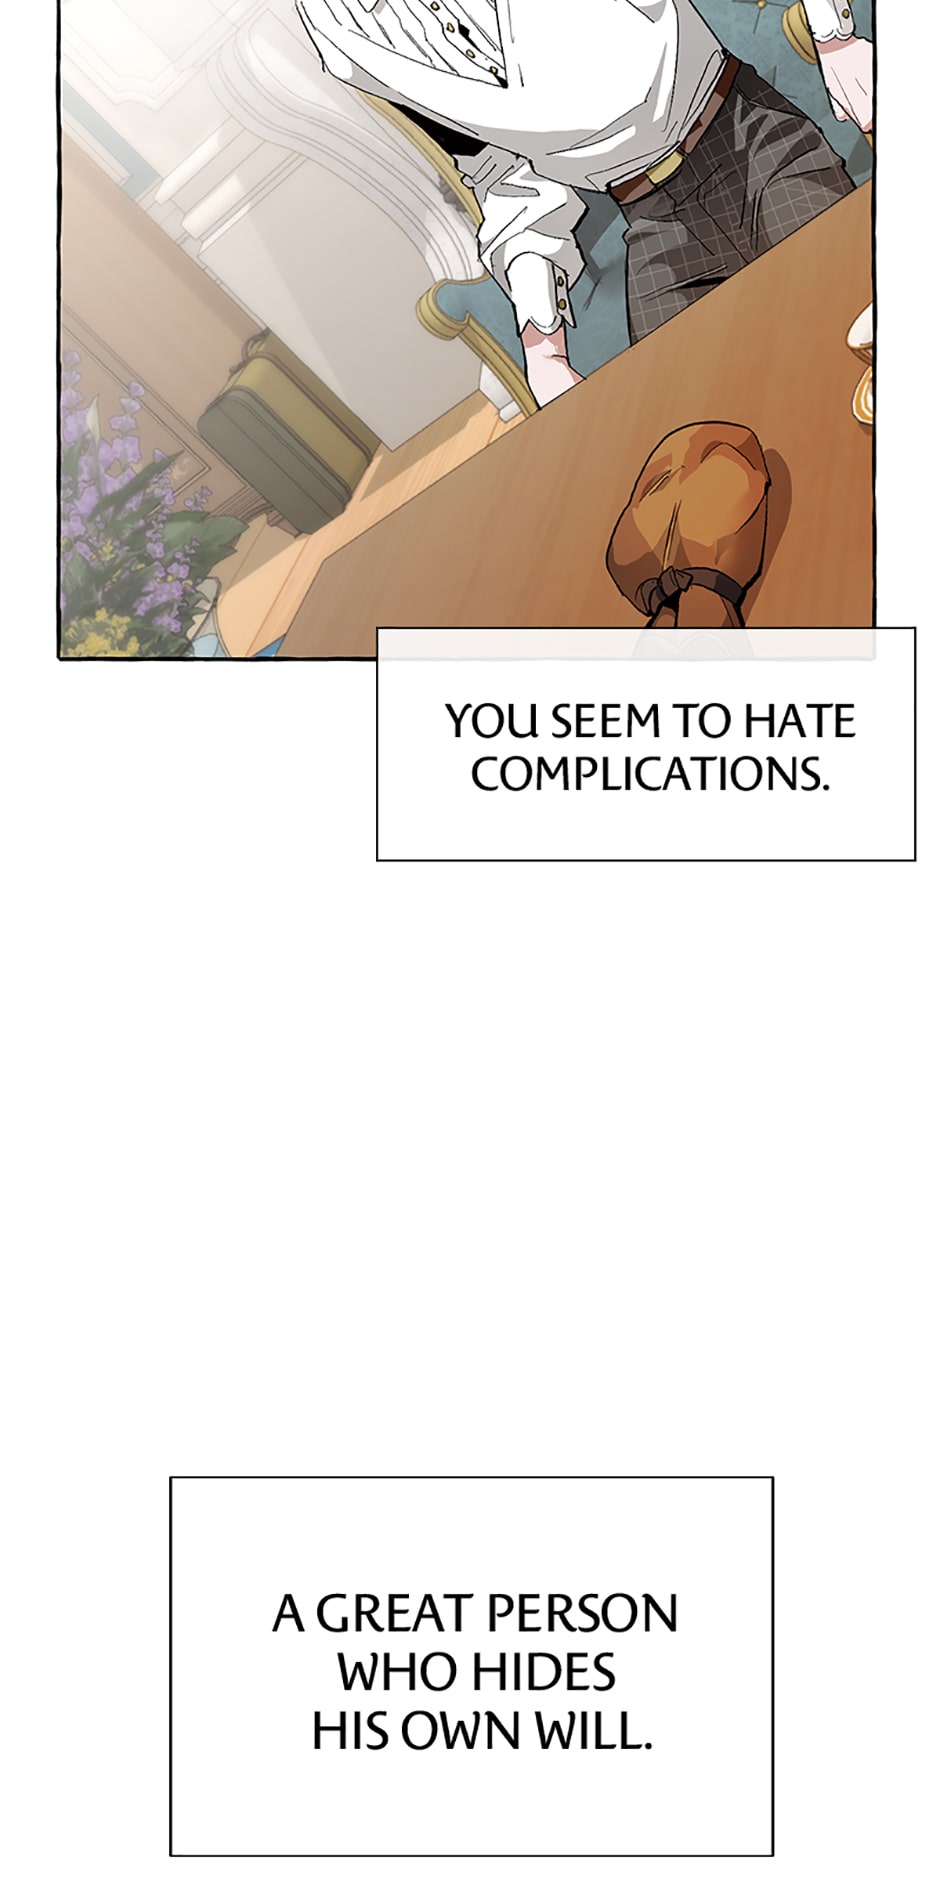 YOU SEEM TO HATE
COMPLICATIONS.
A GREAT PERSON
WHO HIDES
HIS OWN WILL.